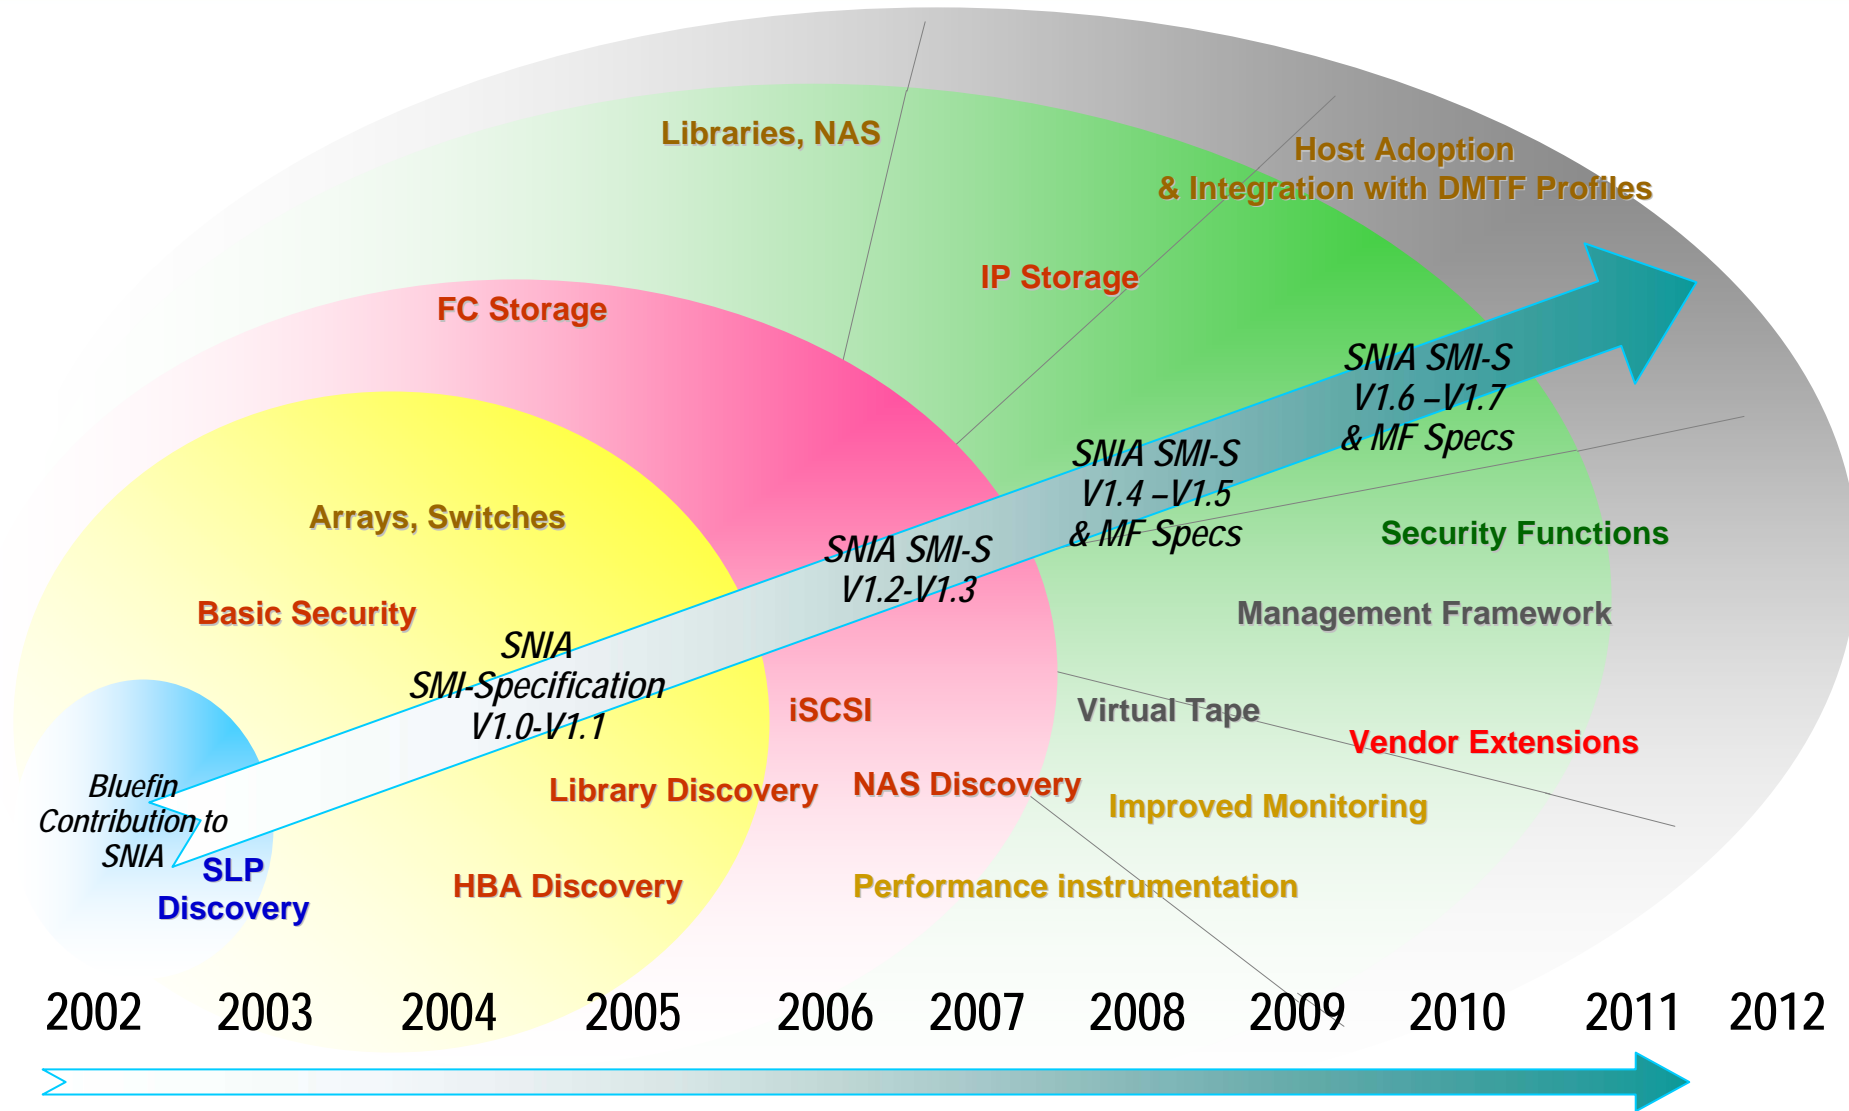 Libraries, NAS
Host Adoption
& Integration with DMTF Profiles
IP Storage
FC Storage
SNIA SMI-S
V1.6 –V1.7
& MF Specs
SNIA SMI-S
V1.4 –V1.5
& MF Specs
Arrays, Switches
Security Functions
SNIA SMI-S
V1.2-V1.3
Basic Security
Management Framework
SNIA
SMI-Specification
V1.0-V1.1
iSCSI
Virtual Tape
Vendor Extensions
Bluefin
Contribution to
SNIA
Library Discovery
NAS Discovery
Improved Monitoring
SLP
Discovery
HBA Discovery
Performance instrumentation
2002 2003 2004 2005 2006 2007 2008 2009 2010 2011 2012